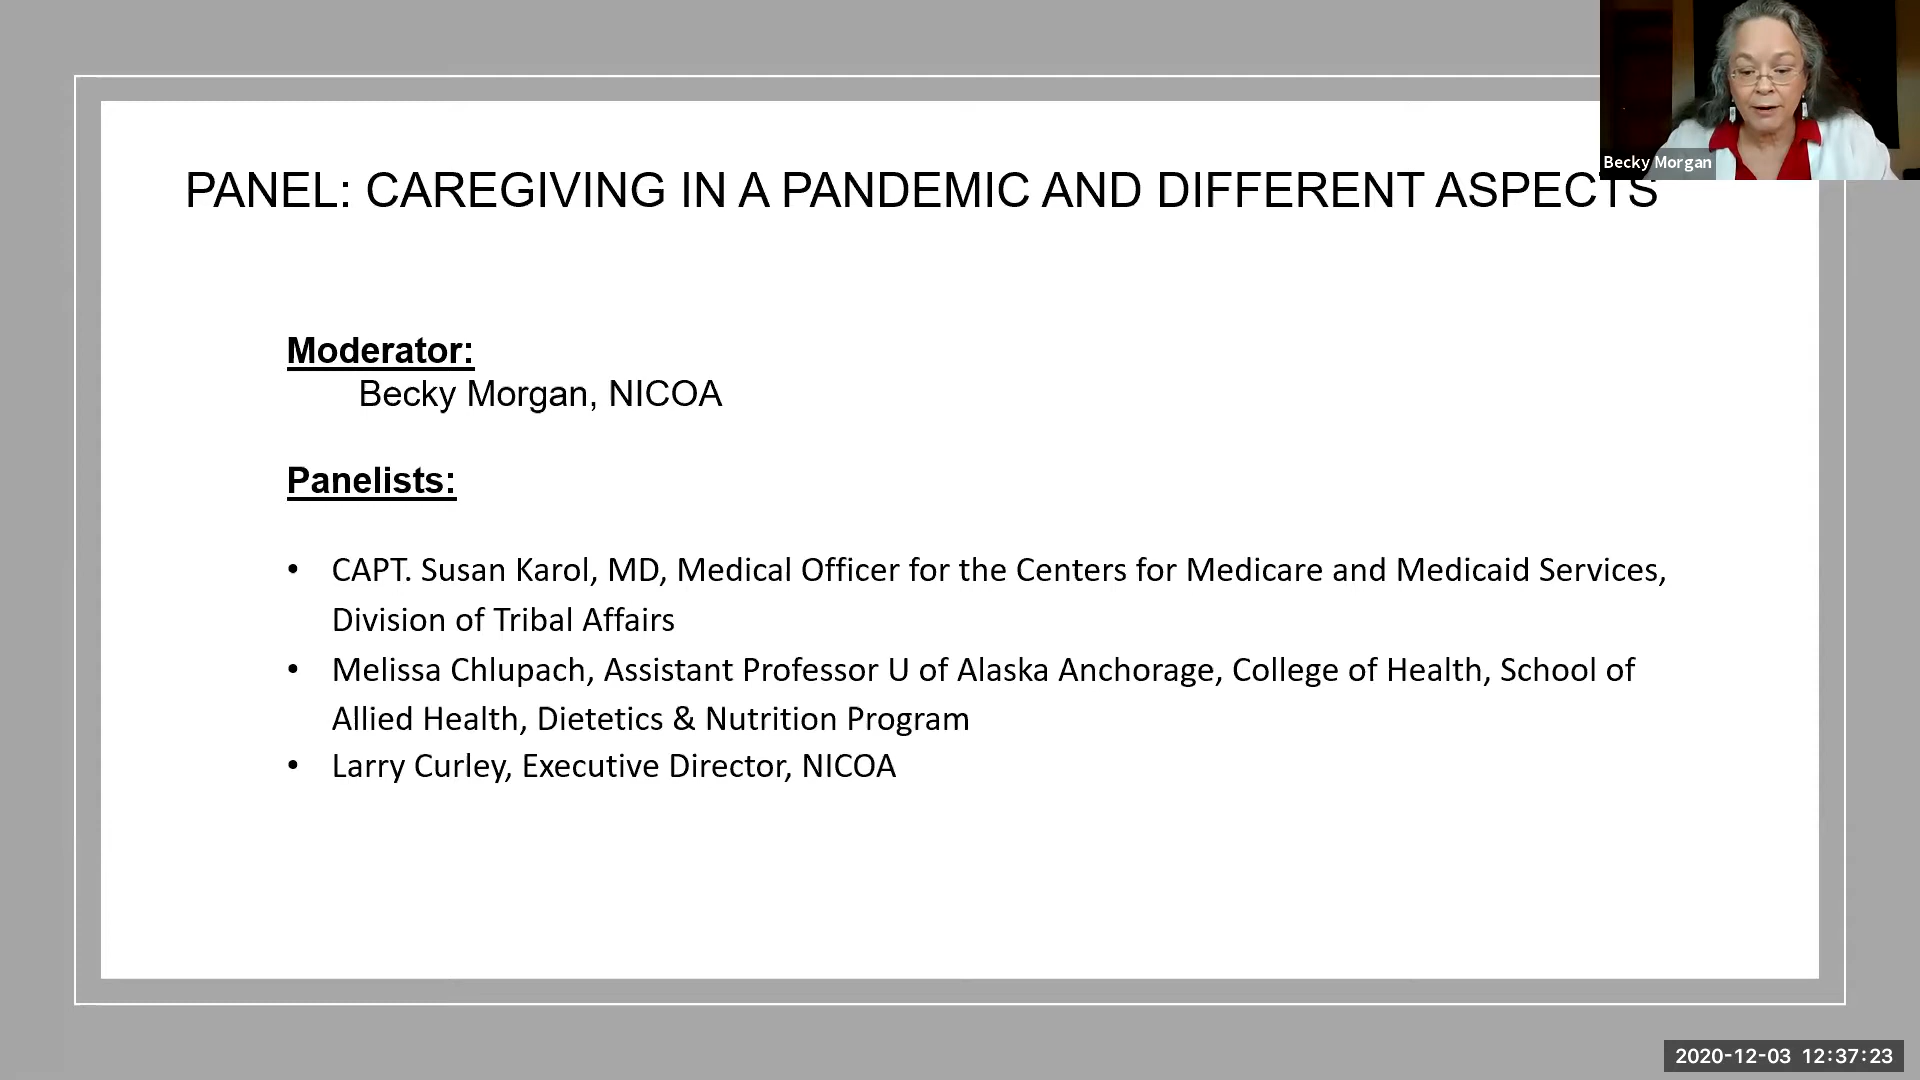 PANEL: CAREGIVING IN A PANDEMIC AND DIFFERENT ASPECTS
Becky Morgan
Moderator:
Becky Morgan, NICOA
Panelists:
• CAPT. Susan Karol, MD, Medical Officer for the Centers for Medicare and Medicaid Services,
Division of Tribal Affairs
• Melissa Chlupach, Assistant Professor U of Alaska Anchorage, College of Health, School of
Allied Health, Dietetics & Nutrition Program
• Larry Curley, Executive Director, NICOA
2020-12-03 12:37:23